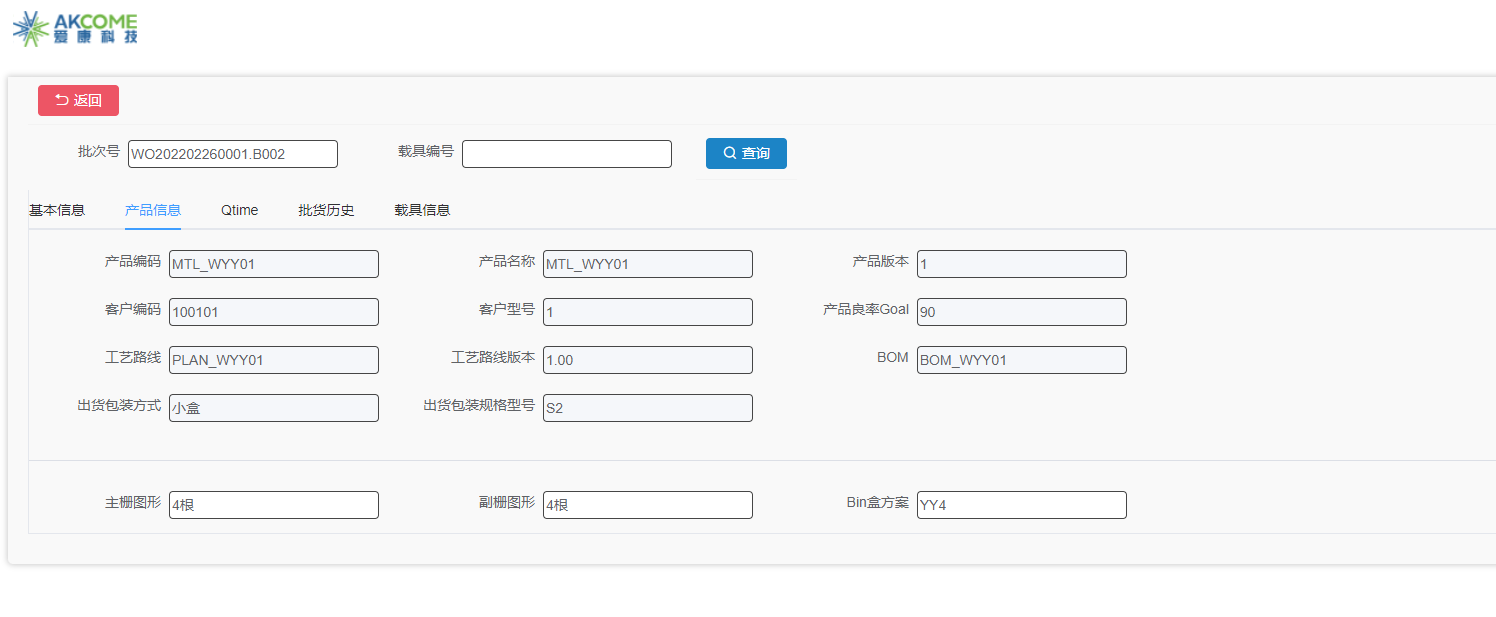 AKCOME
爱康科技
返回
批次号 WO202202260001.B002 载具编号 查询
基本信息 产品信息 Qtime 批货历史 载具信息
产品编码 MTL_WYY01 产品名称 MTL_WYY01 产品版本 1
客户编码 100101 客户型号 1 产品良率Goal 90
工艺路线 PLAN_WYY01 工艺路线版本 1.00 BOM BOM_WYY01
出货包装方式 小盒 出货包装规格型号 S2
主栅图形 4根 副栅图形 4根 Bin盒方案 YY4